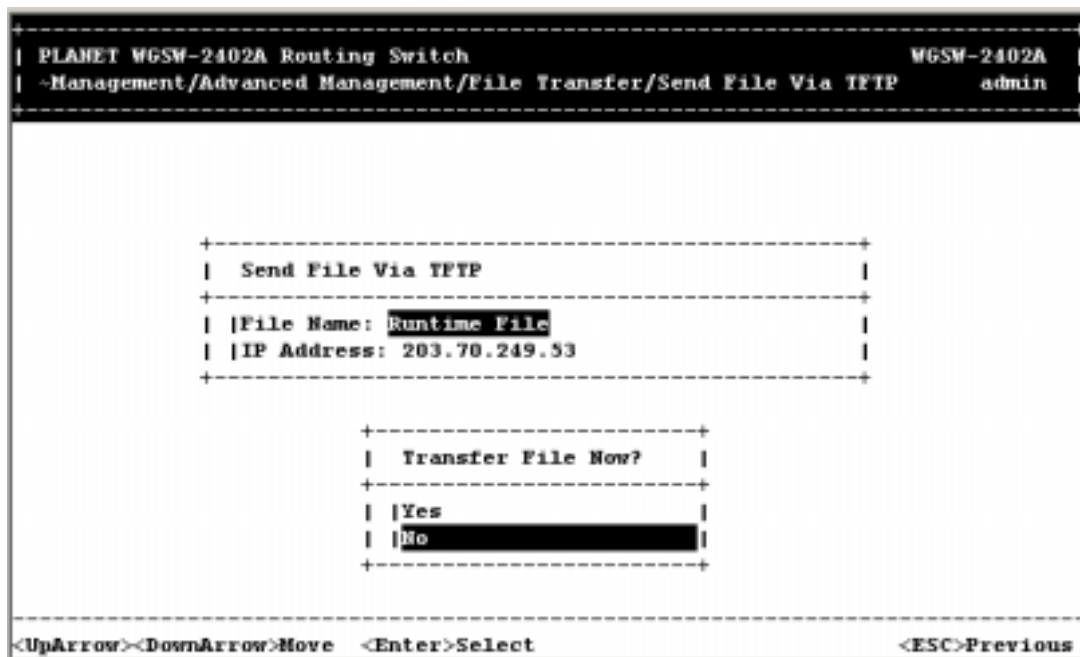 PLANET WGSW-2402A Routing Switch WGSW-2402A
~Management/Advanced Management/File Transfer/Send File Via TFTP admin
Send File Via TFTP
|File Name: Runtime File
|IP Address: 203.70.249.53
Transfer File Now?
|Yes
|No
<UpArrow><DownArrow>Move <Enter>Select <ESC>Previous